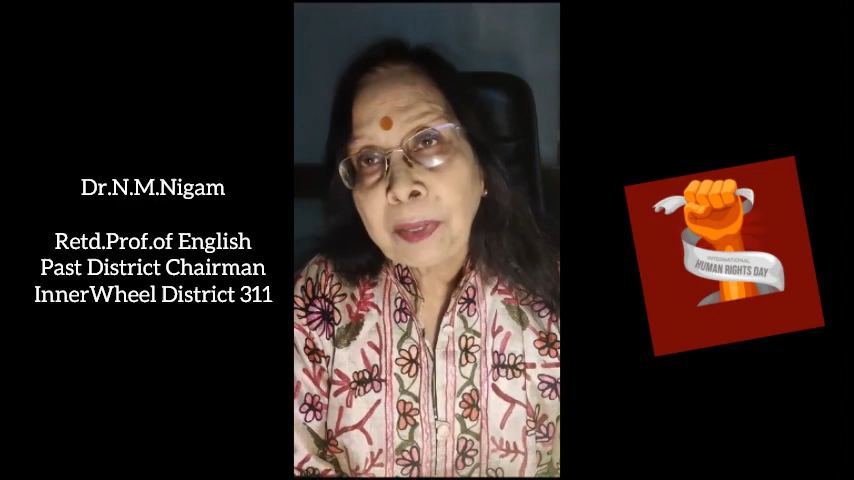 Dr.N.M.Nigam
Retd.Prof.of English
Past District Chairman
InnerWheel District 311
INTERNATIONAL
HUMAN RIGHTS DAY